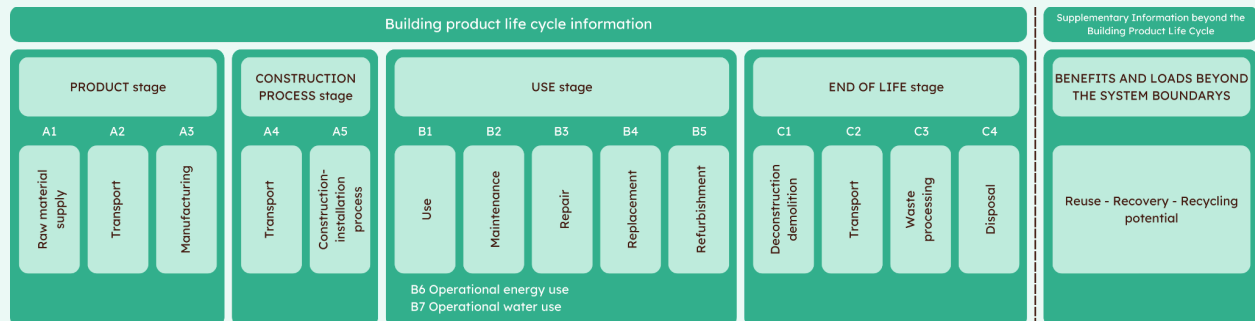 Building product life cycle information
Supplementary Information beyond the
Building Product Life Cycle
PRODUCT stage
CONSTRUCTION
PROCESS stage
USE stage
END OF LIFE stage
BENEFITS AND LOADS BEYOND
THE SYSTEM BOUNDARYS
A1
A2
A3
A4
A5
B1
B2
B3
B4
B5
C1
C2
C3
C4
Raw material
supply
Transport
Manufacturing
Transport
Construction-
installation
process
Use
Maintenance
Repair
Replacement
Refurbishment
Deconstruction
demolition
Transport
Waste
processing
Disposal
Reuse - Recovery - Recycling
potential
B6 Operational energy use
B7 Operational water use